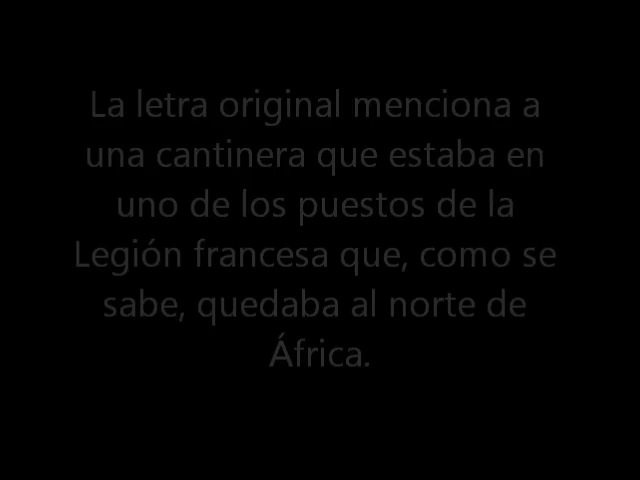 La letra original menciona a
una cantinera que estaba en
uno de los puestos de la
Legión francesa que, como se
sabe, quedaba al norte de
África.